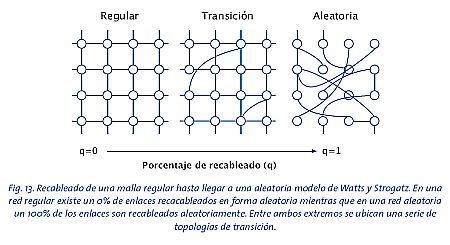 Regular Transición Aleatoria
q=0 q=1
Porcentaje de recableado (q)
Fig. 13. Recableado de una malla regular hasta llegar a una aleatoria modelo de Watts y Strogatz. En una
red regular existe un 0% de enlaces recacableados en forma aleatoria mientras que en una red aleatoria
un 100% de los enlaces son recableados aleatoriamente. Entre ambos extremos se ubican una serie de
topologías de transición.